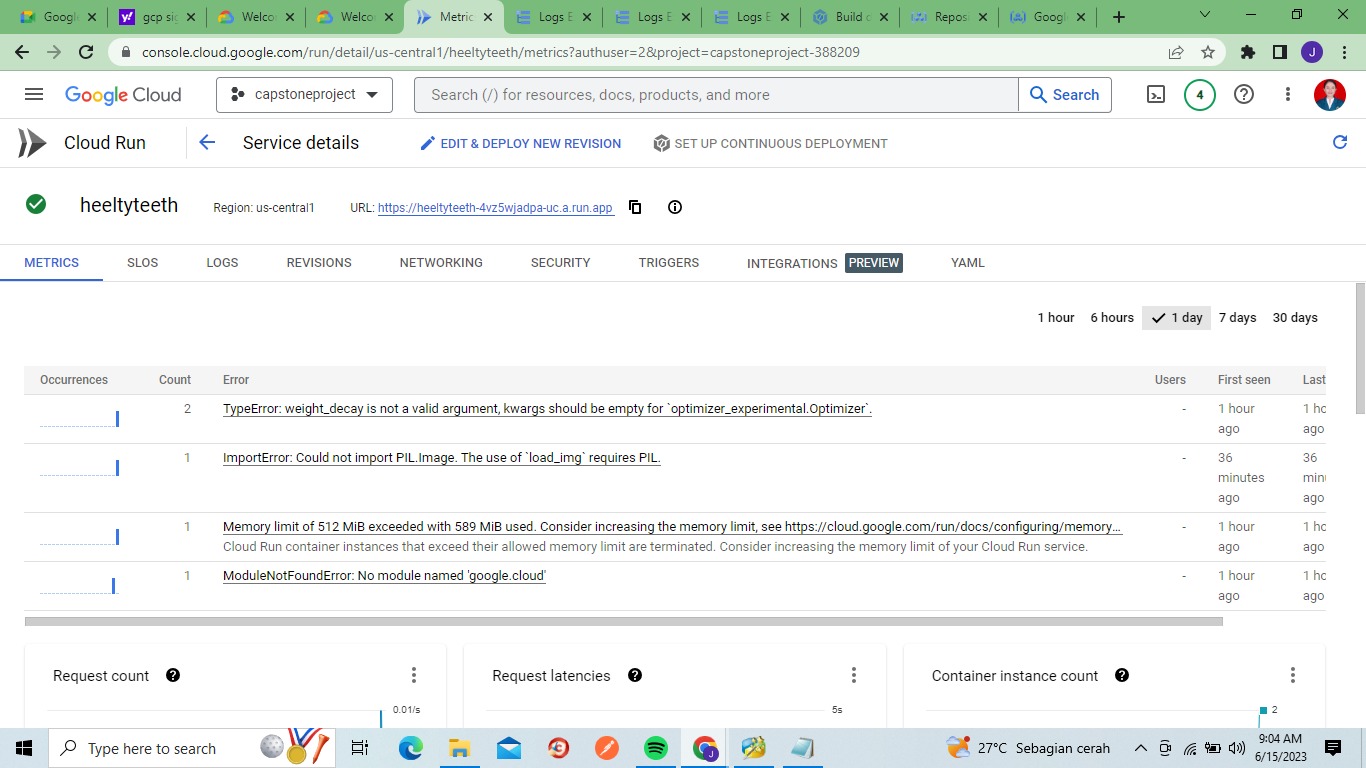 Google
gcp sig
Welco
Welco
Metric
Logs E
Logs E
Logs E
Build d
Reposi
Google
console.cloud.google.com/run/detail/us-central1/heeltyteeth/metrics?authuser=2&project=capstoneproject-388209
J
Google Cloud
capstoneproject
Search (/) for resources, docs, products, and more
Search
4
Cloud Run
Service details
EDIT & DEPLOY NEW REVISION
SET UP CONTINUOUS DEPLOYMENT
heeltyteeth
Region: us-central1
URL: https://heeltyteeth-4vz5wjadpa-uc.a.run.app
METRICS
SLOS
LOGS
REVISIONS
NETWORKING
SECURITY
TRIGGERS
INTEGRATIONS PREVIEW
YAML
1 hour
6 hours
1 day
7 days
30 days
Occurrences
Count
Error
Users
First seen
Last
2
TypeError: weight_decay is not a valid argument, kwargs should be empty for `optimizer_experimental.Optimizer`.
-
1 hour
ago
1 ho
ago
1
ImportError: Could not import PIL.Image. The use of `load_img` requires PIL.
-
36
minutes
ago
36
min
ago
1
Memory limit of 512 MiB exceeded with 589 MiB used. Consider increasing the memory limit, see https://cloud.google.com/run/docs/configuring/memory...
Cloud Run container instances that exceed their allowed memory limit are terminated. Consider increasing the memory limit of your Cloud Run service.
-
1 hour
ago
1 ho
ago
1
ModuleNotFoundError: No module named 'google.cloud'
-
1 hour
ago
1 ho
ago
Request count
0.01/s
Request latencies
5s
Container instance count
2
Type here to search
J
27°C Sebagian cerah
9:04 AM
6/15/2023